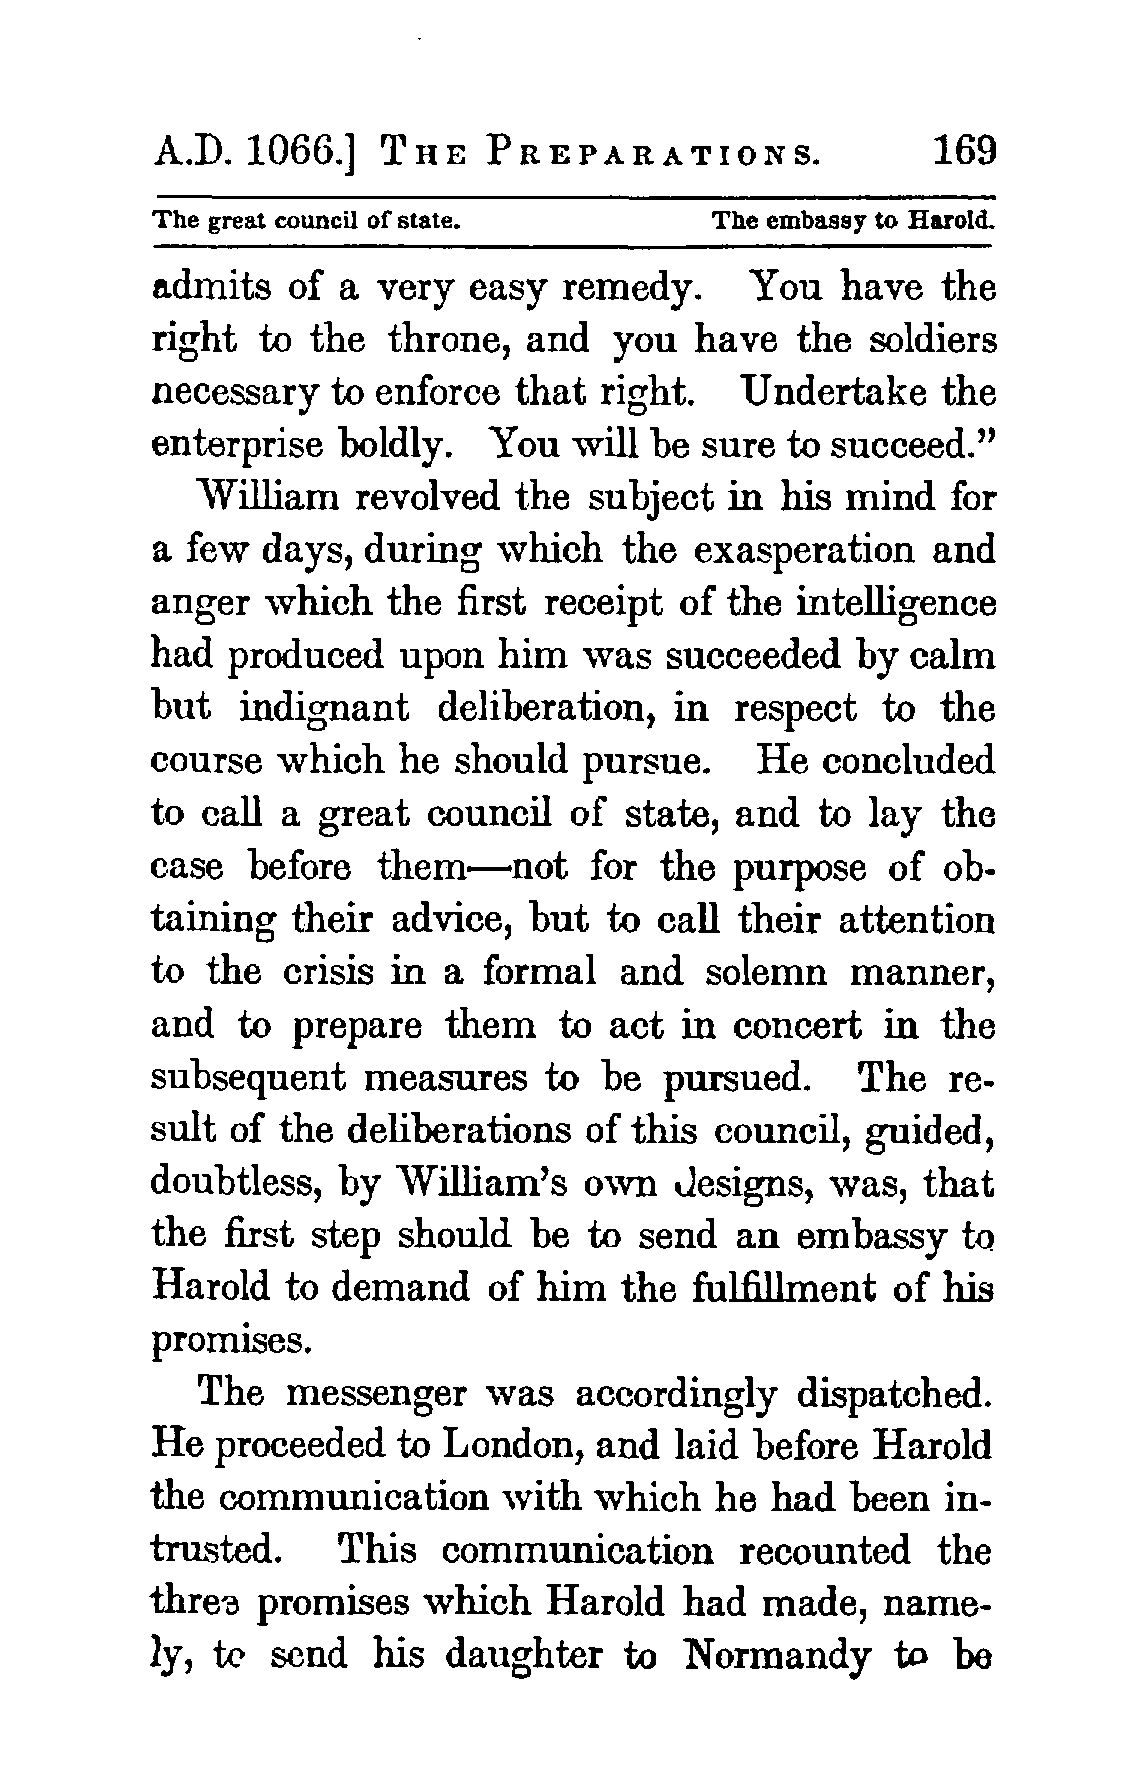 A.D. 1066.] THE PREPARATIONS. 169
The great council of state. The embassy to Harold.
admits of a very easy remedy. You have the
right to the throne, and you have the soldiers
necessary to enforce that right. Undertake the
enterprise boldly. You will be sure to succeed.”
William revolved the subject in his mind for
a few days, during which the exasperation and
anger which the first receipt of the intelligence
had produced upon him was succeeded by calm
but indignant deliberation, in respect to the
course which he should pursue. He concluded
to call a great council of state, and to lay the
case before them—not for the purpose of ob-
taining their advice, but to call their attention
to the crisis in a formal and solemn manner,
and to prepare them to act in concert in the
subsequent measures to be pursued. The re-
sult of the deliberations of this council, guided,
doubtless, by William’s own designs, was, that
the first step should be to send an embassy to
Harold to demand of him the fulfillment of his
promises.
The messenger was accordingly dispatched.
He proceeded to London, and laid before Harold
the communication with which he had been in-
trusted. This communication recounted the
three promises which Harold had made, name-
ly, to send his daughter to Normandy to be